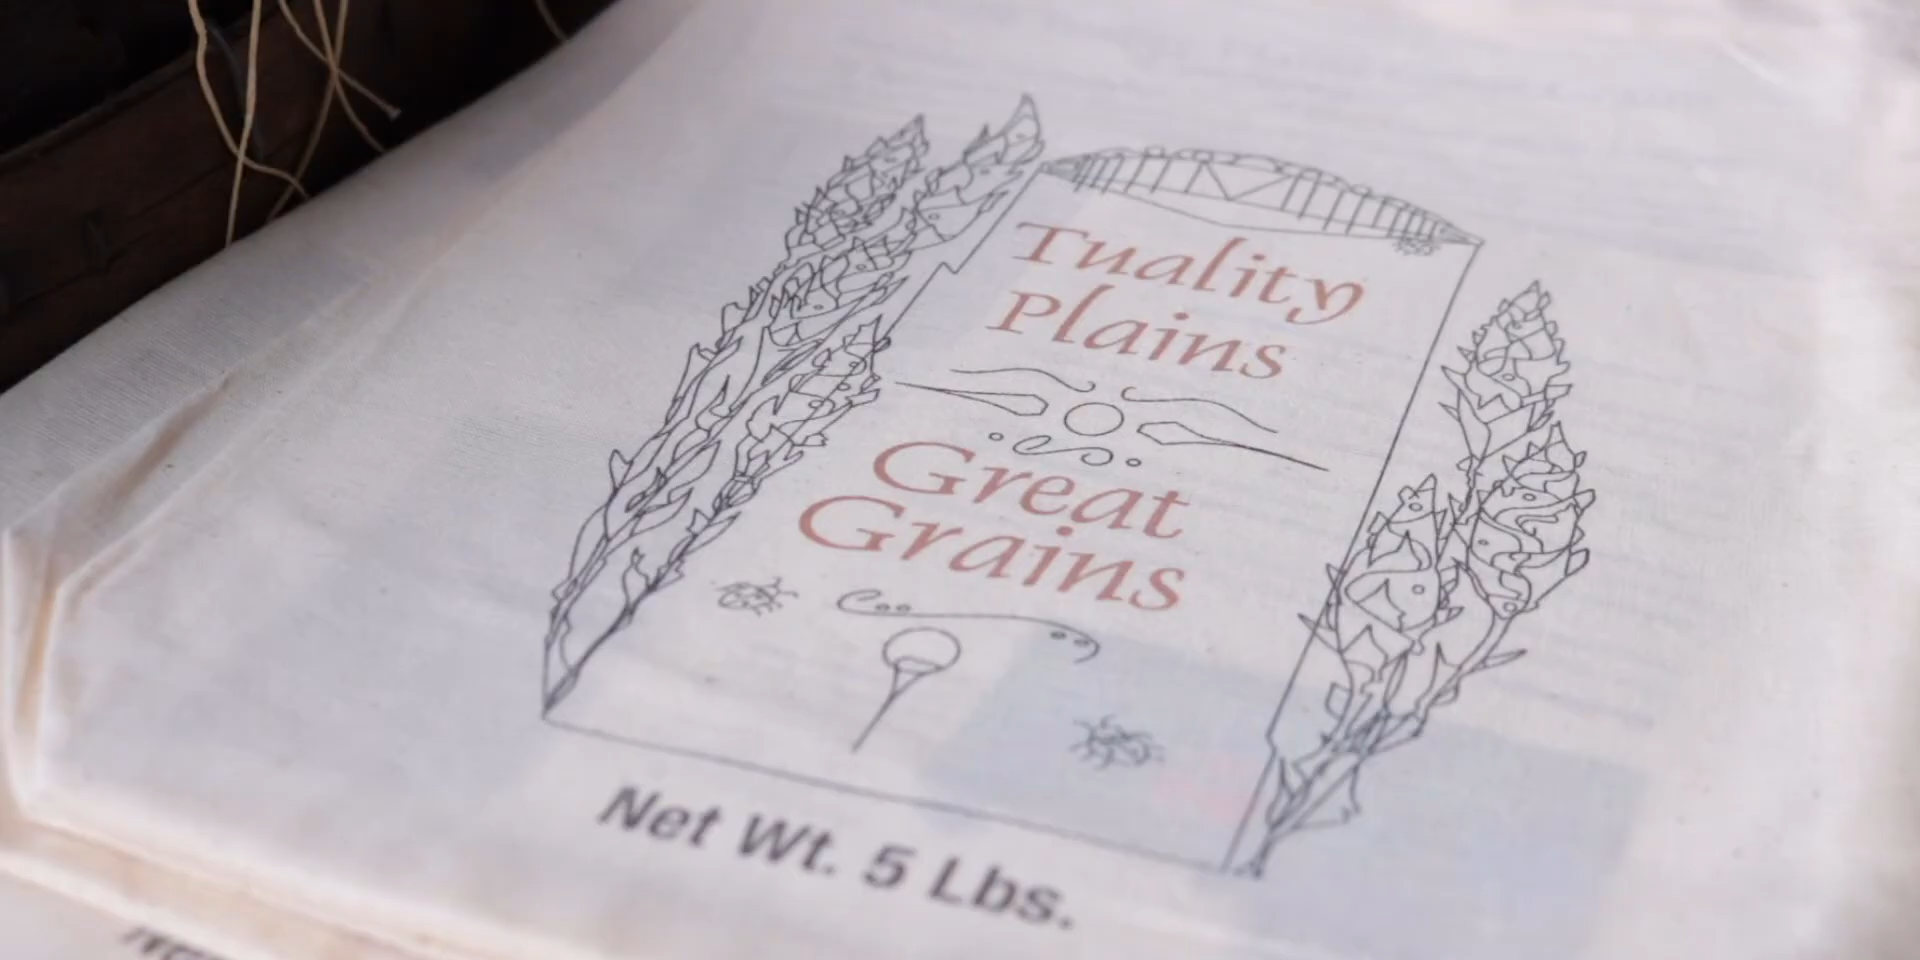 Tuality
Plains
Great
Grains
Net Wt. 5 Lbs.